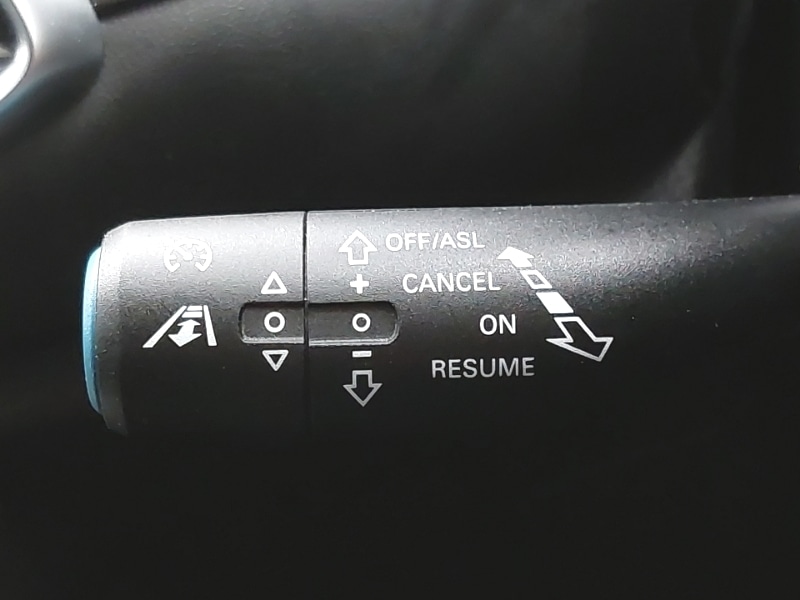 OFF/ASL
+ CANCEL
ON
−
RESUME